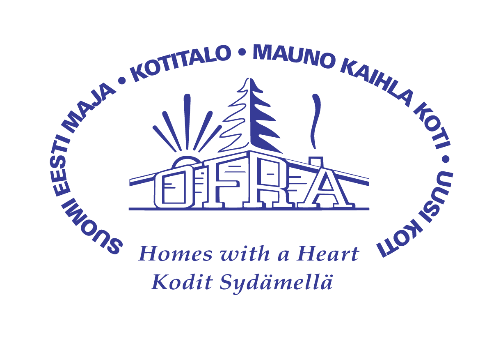 SUOMI EESTI MAJA • KOTITALO • MAUNO KAIHLA KOTI • UUSI KOTI
OFRA
Homes with a Heart
Kodit Sydämellä